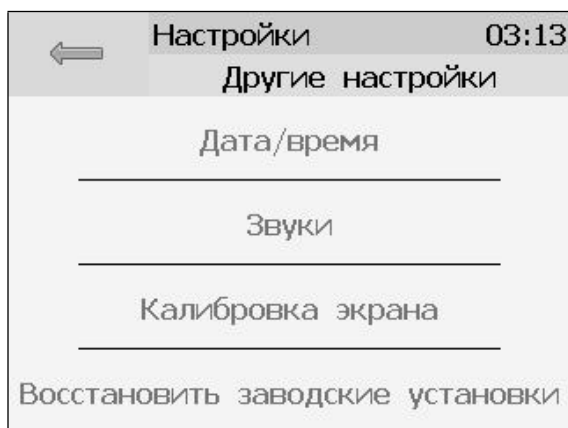 Настройки 03:13
Другие настройки
Дата/время
Звуки
Калибровка экрана
Восстановить заводские установки